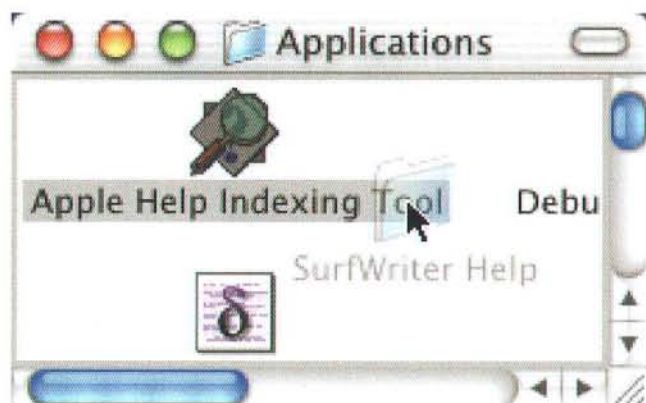 Applications
Apple Help Indexing Tool
Debu
SurfWriter Help
δ